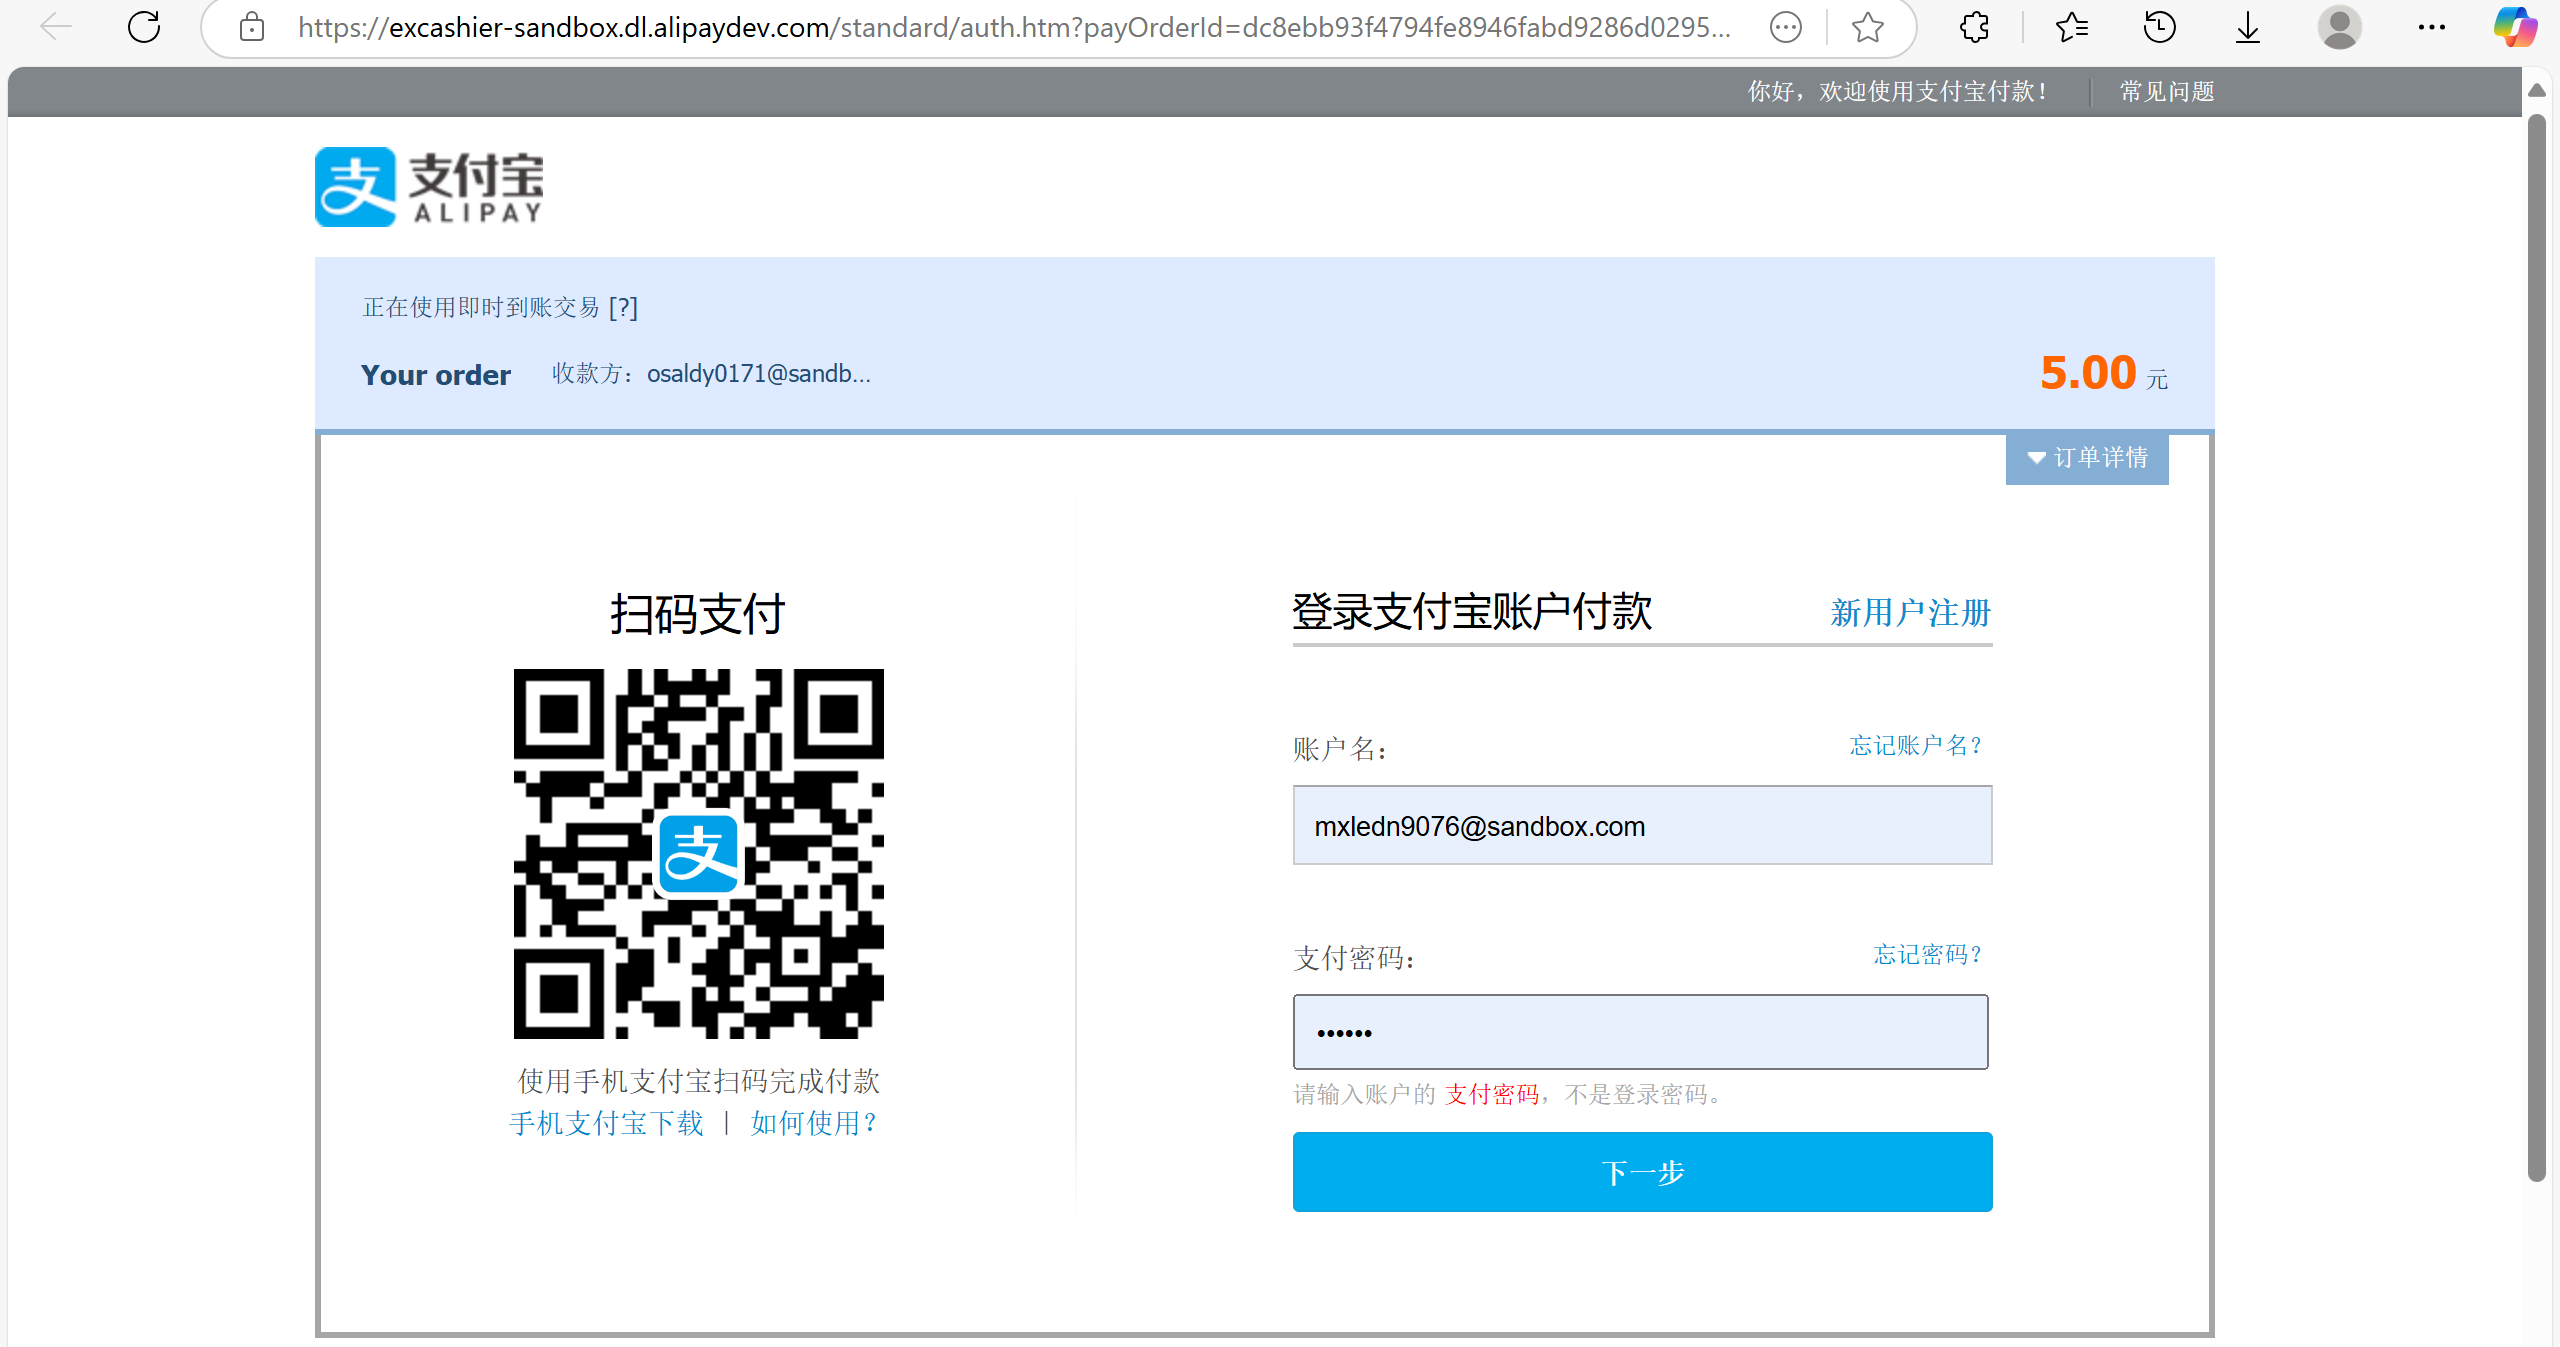 https://excashier-sandbox.dl.alipaydev.com/standard/auth.htm?payOrderId=dc8ebb93f4794fe8946fabd9286d0295...
你好，欢迎使用支付宝付款！ 常见问题
支 支付宝
ALIPAY
正在使用即时到账交易 [?]
Your order 收款方：osaldy0171@sandb... 5.00 元
订单详情
扫码支付
支
使用手机支付宝扫码完成付款
手机支付宝下载 | 如何使用？
登录支付宝账户付款 新用户注册
账户名： 忘记账户名？
mxledn9076@sandbox.com
支付密码： 忘记密码？
••••••
请输入账户的 支付密码，不是登录密码。
下一步